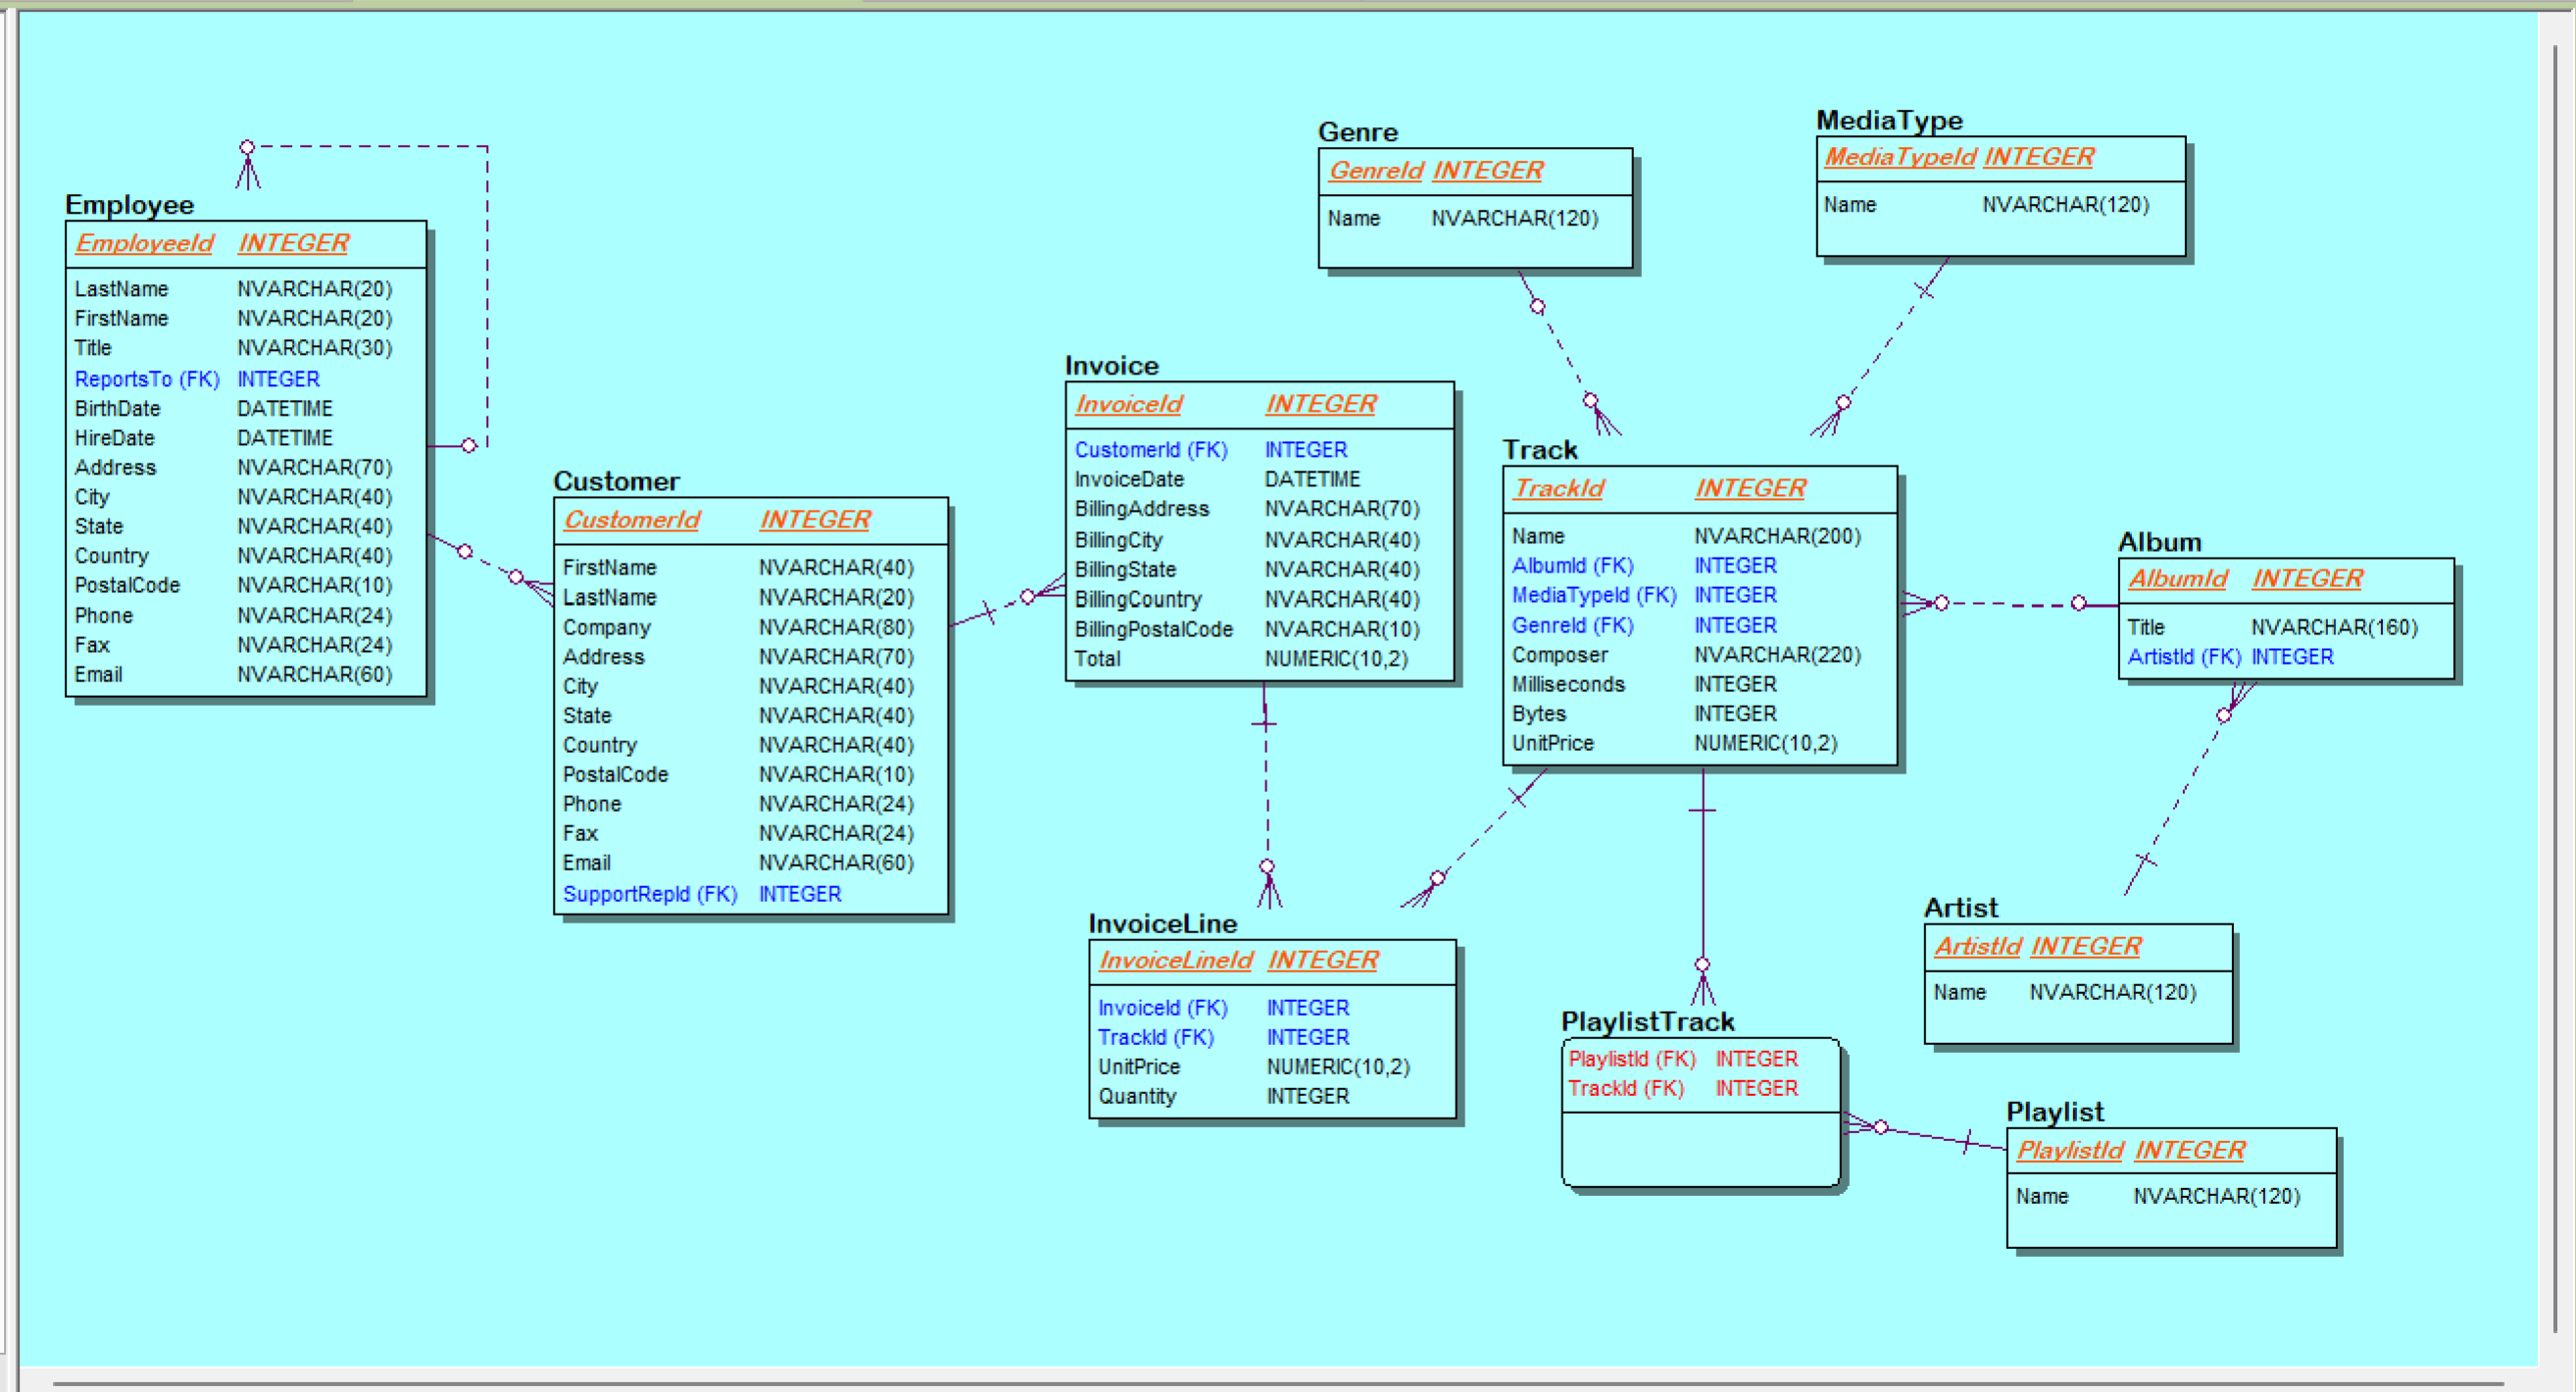 Employee
EmployeeId INTEGER
LastName NVARCHAR(20)
FirstName NVARCHAR(20)
Title NVARCHAR(30)
ReportsTo (FK) INTEGER
BirthDate DATETIME
HireDate DATETIME
Address NVARCHAR(70)
City NVARCHAR(40)
State NVARCHAR(40)
Country NVARCHAR(40)
PostalCode NVARCHAR(10)
Phone NVARCHAR(24)
Fax NVARCHAR(24)
Email NVARCHAR(60)
Customer
CustomerId INTEGER
FirstName NVARCHAR(40)
LastName NVARCHAR(20)
Company NVARCHAR(80)
Address NVARCHAR(70)
City NVARCHAR(40)
State NVARCHAR(40)
Country NVARCHAR(40)
PostalCode NVARCHAR(10)
Phone NVARCHAR(24)
Fax NVARCHAR(24)
Email NVARCHAR(60)
SupportRepId (FK) INTEGER
Invoice
InvoiceId INTEGER
CustomerId (FK) INTEGER
InvoiceDate DATETIME
BillingAddress NVARCHAR(70)
BillingCity NVARCHAR(40)
BillingState NVARCHAR(40)
BillingCountry NVARCHAR(40)
BillingPostalCode NVARCHAR(10)
Total NUMERIC(10,2)
InvoiceLine
InvoiceLineId INTEGER
InvoiceId (FK) INTEGER
TrackId (FK) INTEGER
UnitPrice NUMERIC(10,2)
Quantity INTEGER
Genre
GenreId INTEGER
Name NVARCHAR(120)
MediaType
MediaTypeId INTEGER
Name NVARCHAR(120)
Track
TrackId INTEGER
Name NVARCHAR(200)
AlbumId (FK) INTEGER
MediaTypeId (FK) INTEGER
GenreId (FK) INTEGER
Composer NVARCHAR(220)
Milliseconds INTEGER
Bytes INTEGER
UnitPrice NUMERIC(10,2)
Album
AlbumId INTEGER
Title NVARCHAR(160)
ArtistId (FK) INTEGER
Artist
ArtistId INTEGER
Name NVARCHAR(120)
PlaylistTrack
PlaylistId (FK) INTEGER
TrackId (FK) INTEGER
Playlist
PlaylistId INTEGER
Name NVARCHAR(120)